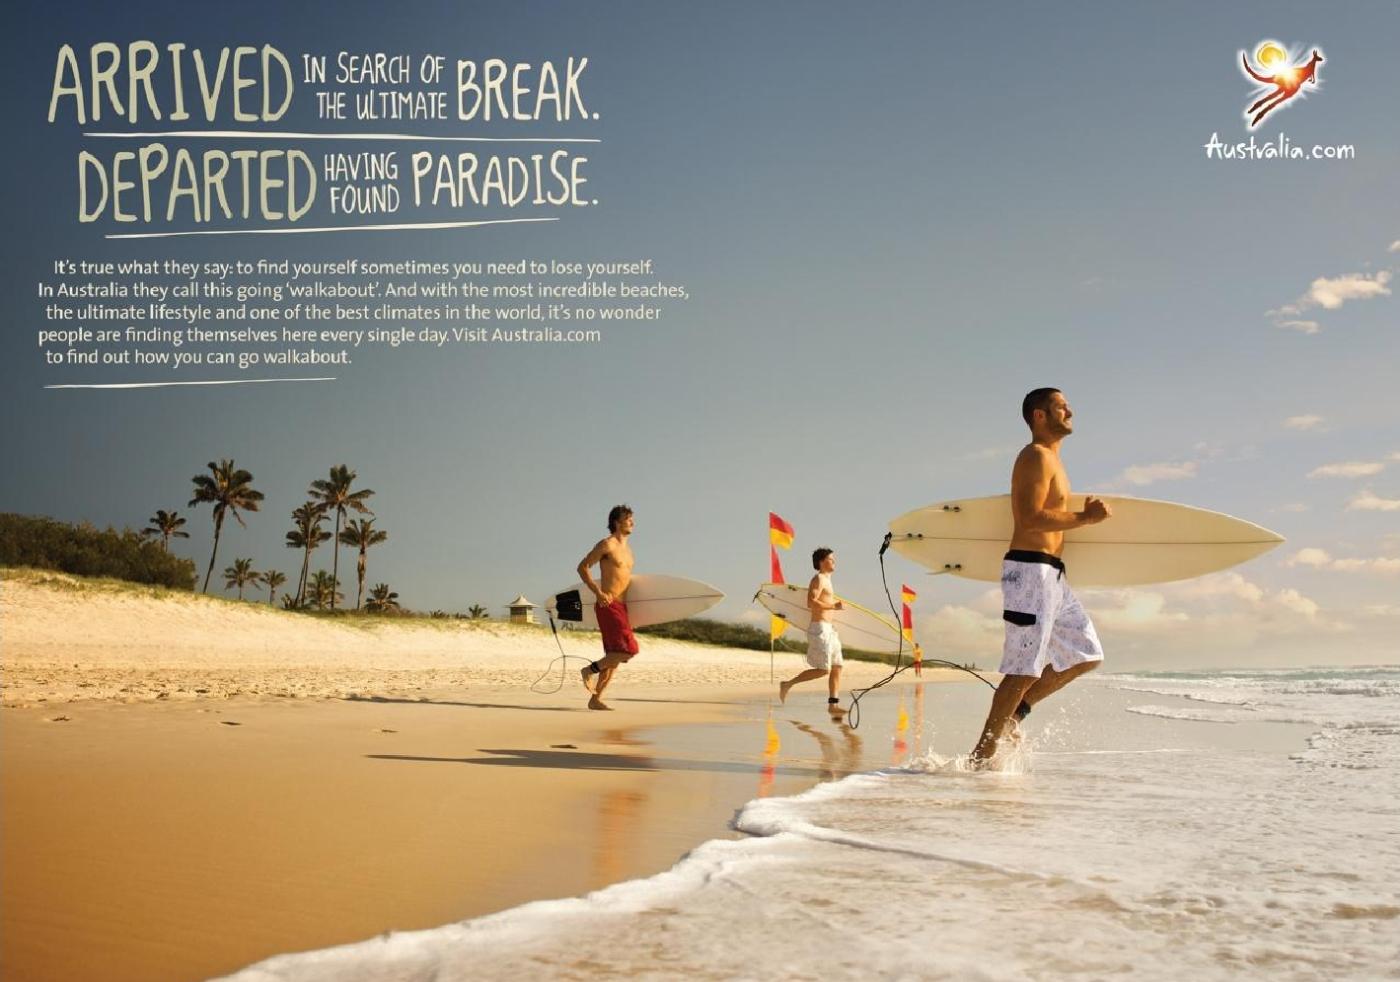 ARRIVED IN SEARCH OF THE ULTIMATE BREAK.
DEPARTED HAVING FOUND PARADISE.
It's true what they say: to find yourself sometimes you need to lose yourself.
In Australia they call this going 'walkabout'. And with the most incredible beaches,
the ultimate lifestyle and one of the best climates in the world, it's no wonder
people are finding themselves here every single day. Visit Australia.com
to find out how you can go walkabout.
Australia.com